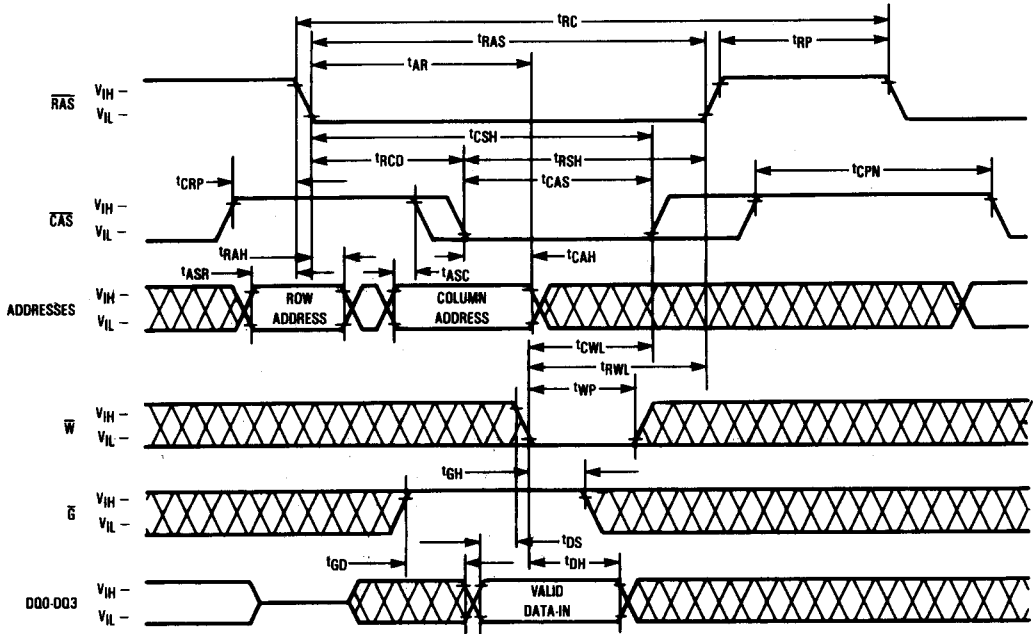 tRC
tRAS
tRP
tAR
RAS
VIH –
VIL –
tCSH
tRCD
tRSH
tCRP
tCAS
tCPN
CAS
VIH –
VIL –
tRAH
tCAH
tASR
tASC
ADDRESSES
VIH –
VIL –
ROW
ADDRESS
COLUMN
ADDRESS
tCWL
tRWL
tWP
W
VIH –
VIL –
tGH
G
VIH –
VIL –
tDS
tGD
tDH
DQ0-DQ3
VIH –
VIL –
VALID
DATA-IN